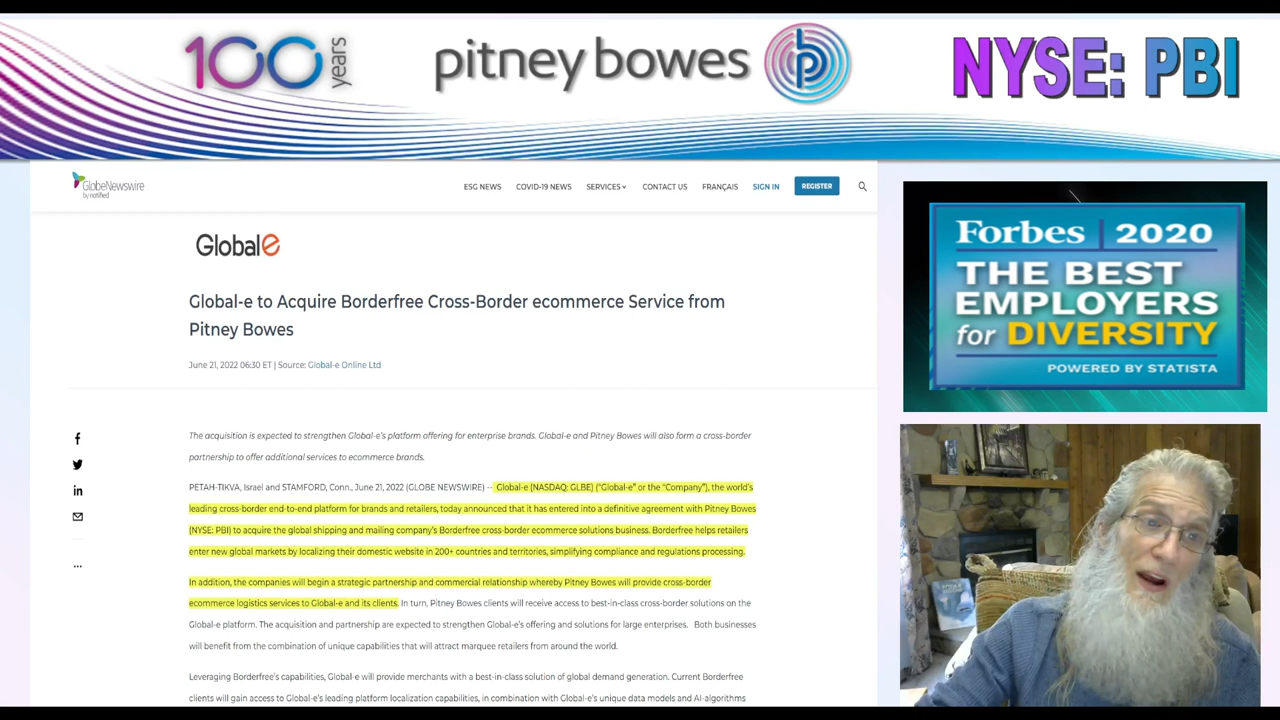 100 years
pitney bowes
NYSE: PBI
GlobeNewswire
by notified
ESG NEWS COVID-19 NEWS SERVICES CONTACT US FRANÇAIS SIGN IN REGISTER
Forbes | 2020
THE BEST
EMPLOYERS
for DIVERSITY
POWERED BY STATISTA
GlobalE
Global-e to Acquire Borderfree Cross-Border ecommerce Service from
Pitney Bowes
June 21, 2022 06:30 ET | Source: Global-e Online Ltd
The acquisition is expected to strengthen Global-e's platform offering for enterprise brands. Global-e and Pitney Bowes will also form a cross-border
partnership to offer additional services to ecommerce brands.
PETAH-TIKVA, Israel and STAMFORD, Conn., June 21, 2022 (GLOBE NEWSWIRE) -- Global-e (NASDAQ: GLBE) ("Global-e" or the "Company"), the world's
leading cross-border end-to-end platform for brands and retailers, today announced that it has entered into a definitive agreement with Pitney Bowes
(NYSE: PBI) to acquire the global shipping and mailing company's Borderfree cross-border ecommerce solutions business. Borderfree helps retailers
enter new global markets by localizing their domestic website in 200+ countries and territories, simplifying compliance and regulations processing.
In addition, the companies will begin a strategic partnership and commercial relationship whereby Pitney Bowes will provide cross-border
ecommerce logistics services to Global-e and its clients. In turn, Pitney Bowes clients will receive access to best-in-class cross-border solutions on the
Global-e platform. The acquisition and partnership are expected to strengthen Global-e's offering and solutions for large enterprises. Both businesses
will benefit from the combination of unique capabilities that will attract marquee retailers from around the world.
Leveraging Borderfree's capabilities, Global-e will provide merchants with a best-in-class solution of global demand generation. Current Borderfree
clients will gain access to Global-e's leading platform localization capabilities, in combination with Global-e's unique data models and AI-algorithms